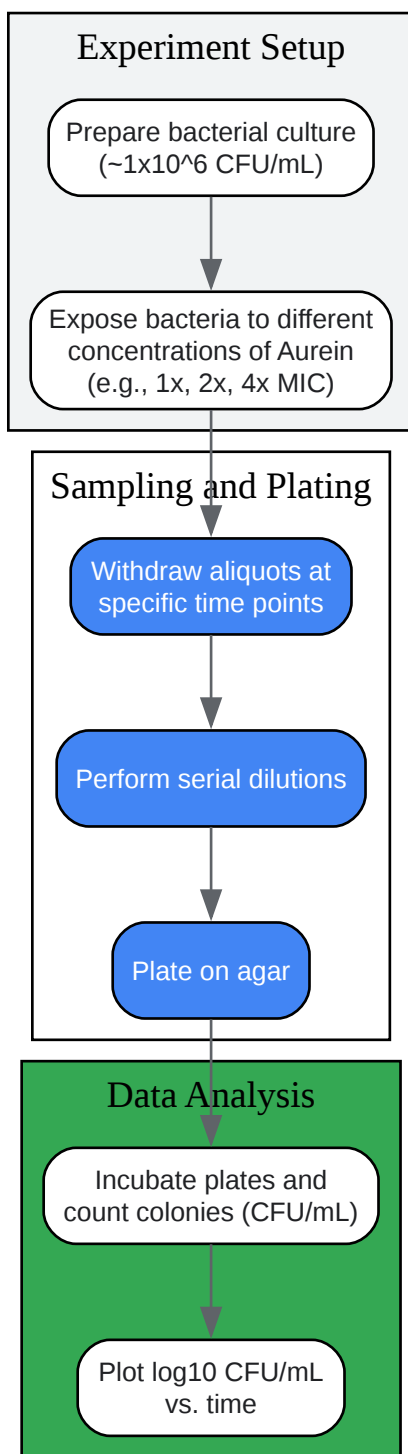 Experiment Setup
Prepare bacterial culture
(~1x10^6 CFU/mL)
Expose bacteria to different
concentrations of Aurein
(e.g., 1x, 2x, 4x MIC)
Sampling and Plating
Withdraw aliquots at
specific time points
Perform serial dilutions
Plate on agar
Data Analysis
Incubate plates and
count colonies (CFU/mL)
Plot log10 CFU/mL
vs. time